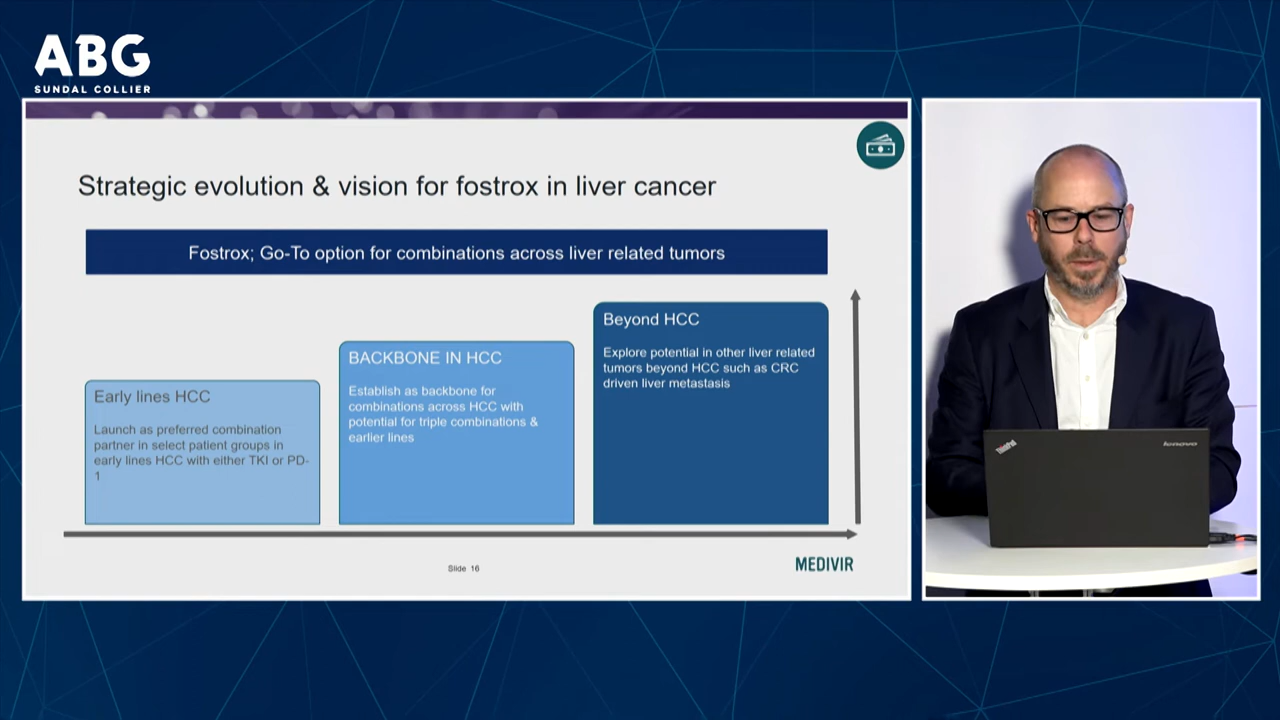 ABG
SUNDAL COLLIER
Strategic evolution & vision for fostrox in liver cancer
Fostrox; Go-To option for combinations across liver related tumors
Early lines HCC
Launch as preferred combination
partner in select patient groups in
early lines HCC with either TKI or PD-
1
BACKBONE IN HCC
Establish as backbone for
combinations across HCC with
potential for triple combinations &
earlier lines
Beyond HCC
Explore potential in other liver related
tumors beyond HCC such as CRC
driven liver metastasis
Slide 16
MEDIVIR
ThinkPad
lenovo